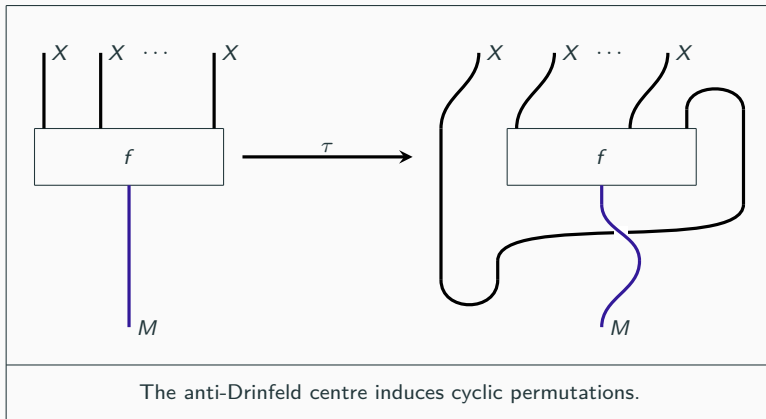 X X ··· X X X ··· X
f τ f
M M
The anti-Drinfeld centre induces cyclic permutations.